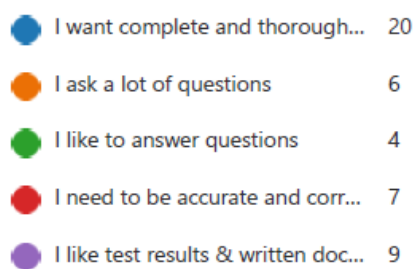 I want complete and thorough... 20
I ask a lot of questions 6
I like to answer questions 4
I need to be accurate and corr... 7
I like test results & written doc... 9